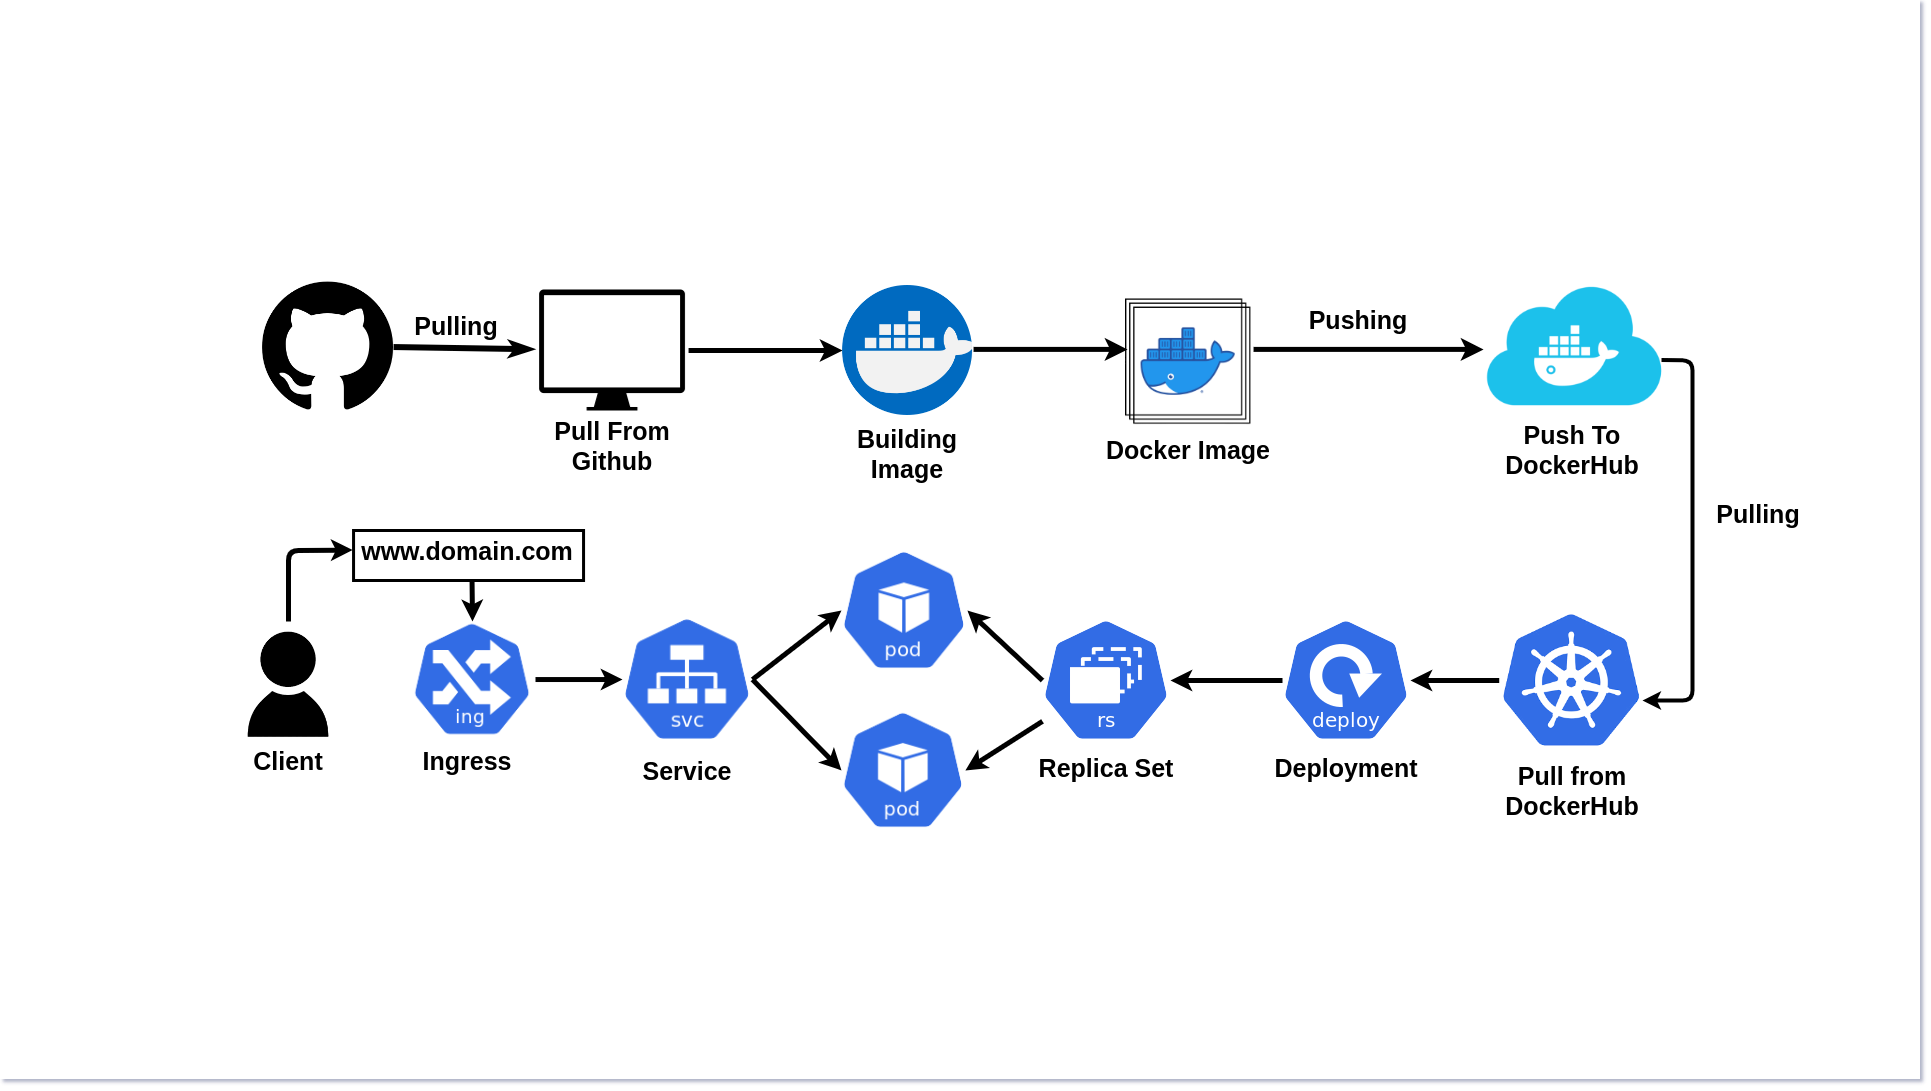 Pulling
Pull From
Github
Building
Image
Docker Image
Pushing
Push To
DockerHub
Pulling
www.domain.com
Client
ing
Ingress
svc
Service
pod
pod
rs
Replica Set
deploy
Deployment
Pull from
DockerHub